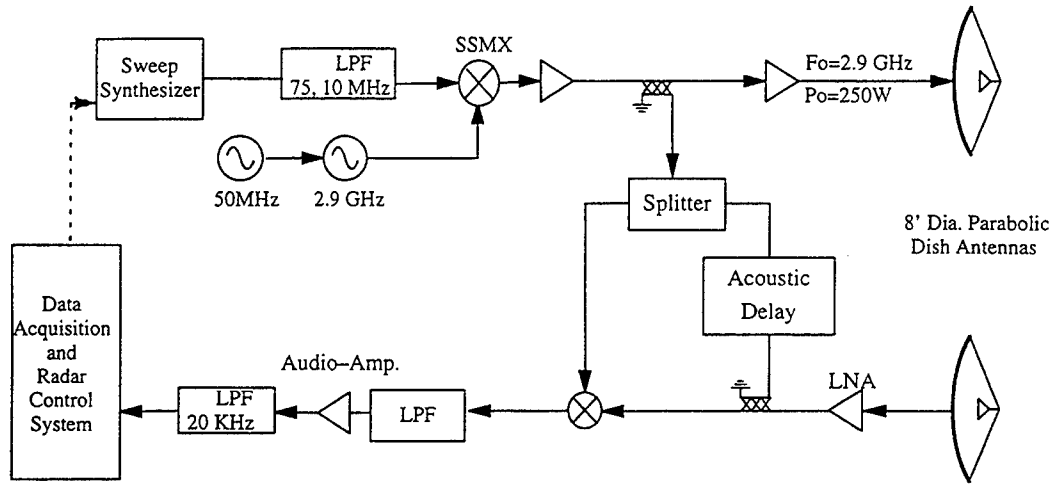 Sweep
Synthesizer
LPF
75, 10 MHz
SSMX
Fo=2.9 GHz
Po=250W
50MHz
2.9 GHz
Splitter
8' Dia. Parabolic
Dish Antennas
Acoustic
Delay
Data
Acquisition
and
Radar
Control
System
Audio-Amp.
LPF
20 KHz
LPF
LNA